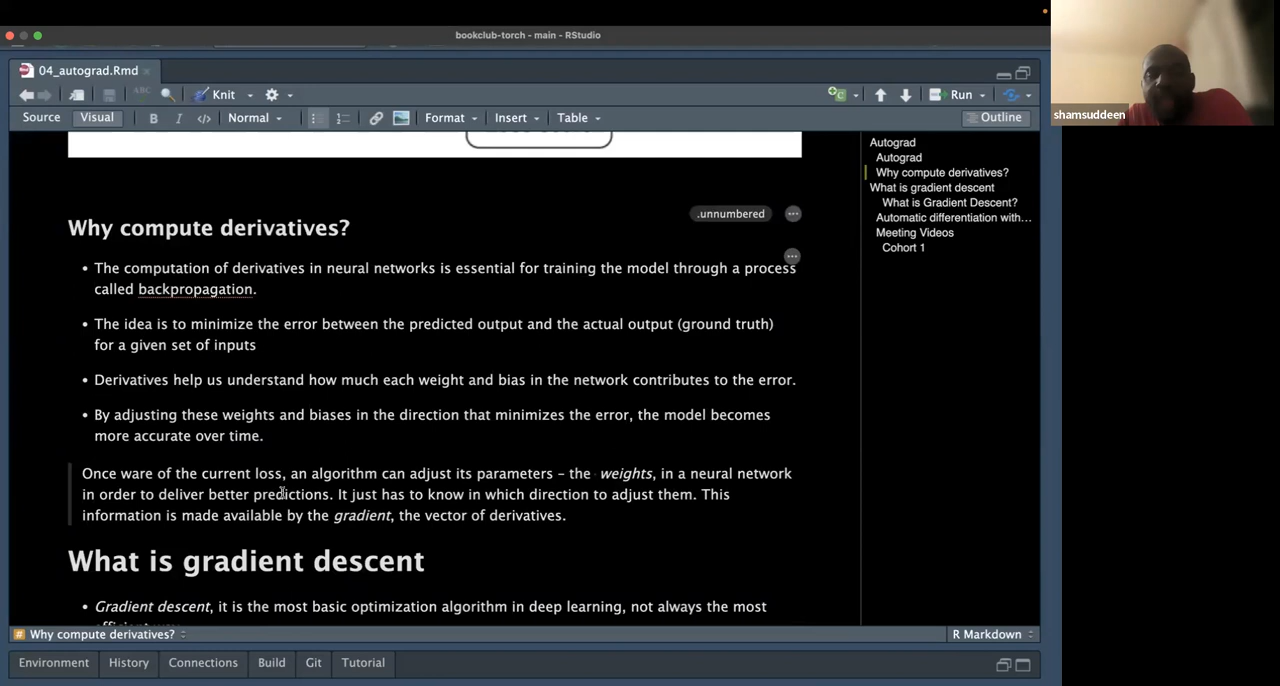 bookclub-torch - main - RStudio
04_autograd.Rmd
ABC
Knit
Run
Source Visual B I </> Normal Format Insert Table Outline
shamsuddeen
Why compute derivatives?
.unnumbered
• The computation of derivatives in neural networks is essential for training the model through a process
called backpropagation.
• The idea is to minimize the error between the predicted output and the actual output (ground truth)
for a given set of inputs
• Derivatives help us understand how much each weight and bias in the network contributes to the error.
• By adjusting these weights and biases in the direction that minimizes the error, the model becomes
more accurate over time.
Once ware of the current loss, an algorithm can adjust its parameters – the weights, in a neural network
in order to deliver better predictions. It just has to know in which direction to adjust them. This
information is made available by the gradient, the vector of derivatives.
What is gradient descent
• Gradient descent, it is the most basic optimization algorithm in deep learning, not always the most
Autograd
Autograd
Why compute derivatives?
What is gradient descent
What is Gradient Descent?
Automatic differentiation with...
Meeting Videos
Cohort 1
# Why compute derivatives?
R Markdown
Environment History Connections Build Git Tutorial